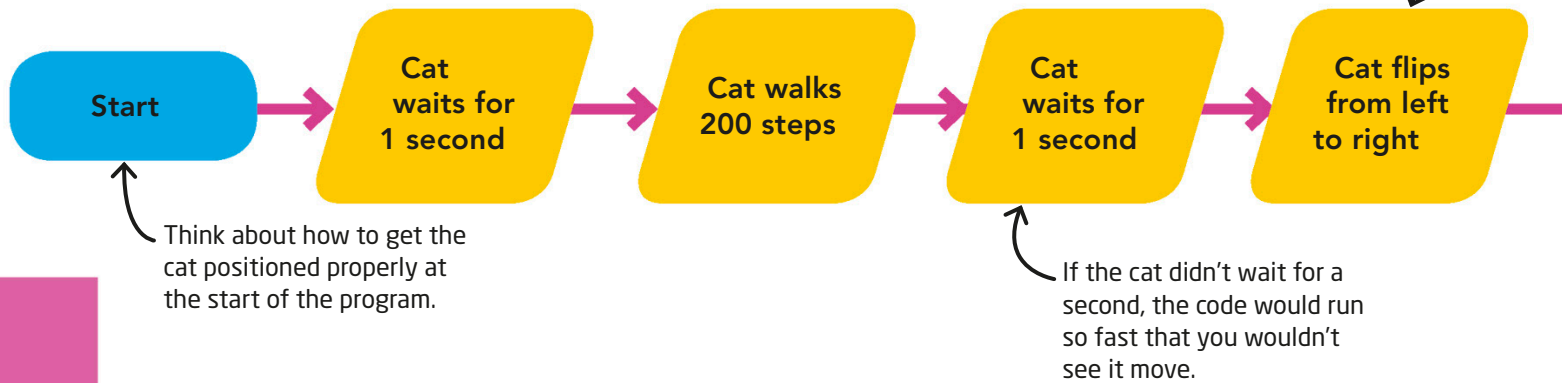 Start
Cat
waits for
1 second
Cat walks
200 steps
Cat
waits for
1 second
Cat flips
from left
to right
Think about how to get the
cat positioned properly at
the start of the program.
If the cat didn’t wait for a
second, the code would run
so fast that you wouldn’t
see it move.